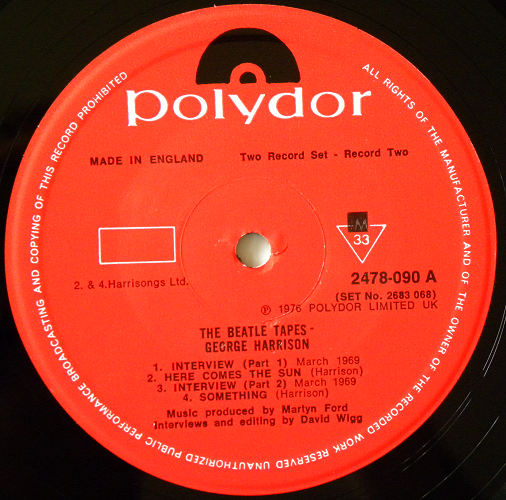 polydor
MADE IN ENGLAND Two Record Set - Record Two
33
2478-090 A
(SET No. 2683 068)
2. & 4.Harrisongs Ltd.
℗ 1976 POLYDOR LIMITED UK
THE BEATLE TAPES -
GEORGE HARRISON
1. INTERVIEW (Part 1) March 1969
2. HERE COMES THE SUN (Harrison)
3. INTERVIEW (Part 2) March 1969
4. SOMETHING (Harrison)
Music produced by Martyn Ford
Interviews and editing by David Wigg
ALL RIGHTS OF THE MANUFACTURER AND OF THE OWNER OF THE RECORDED WORK RESERVED UNAUTHORIZED PUBLIC PERFORMANCE BROADCASTING AND COPYING OF THIS RECORD PROHIBITED